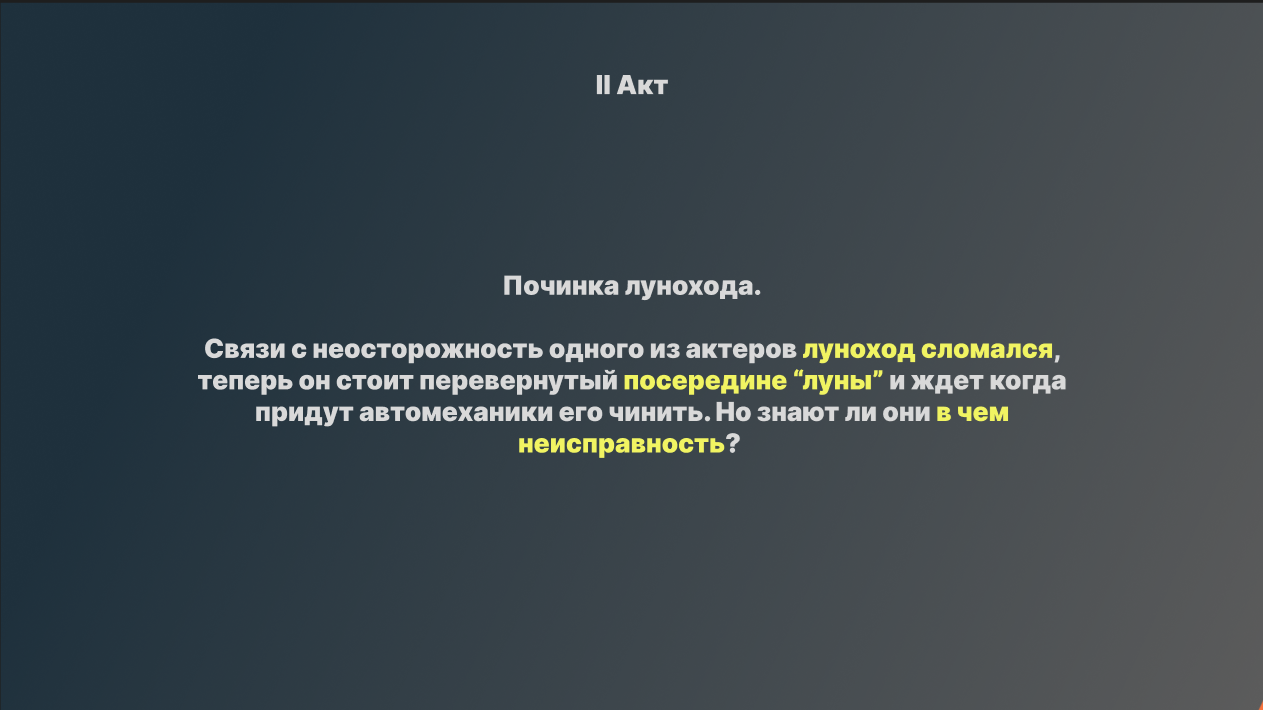 II Акт
Починка лунохода.
Связи с неосторожность одного из актеров луноход сломался,
теперь он стоит перевернутый посередине “луны” и ждет когда
придут автомеханики его чинить. Но знают ли они в чем
неисправность?